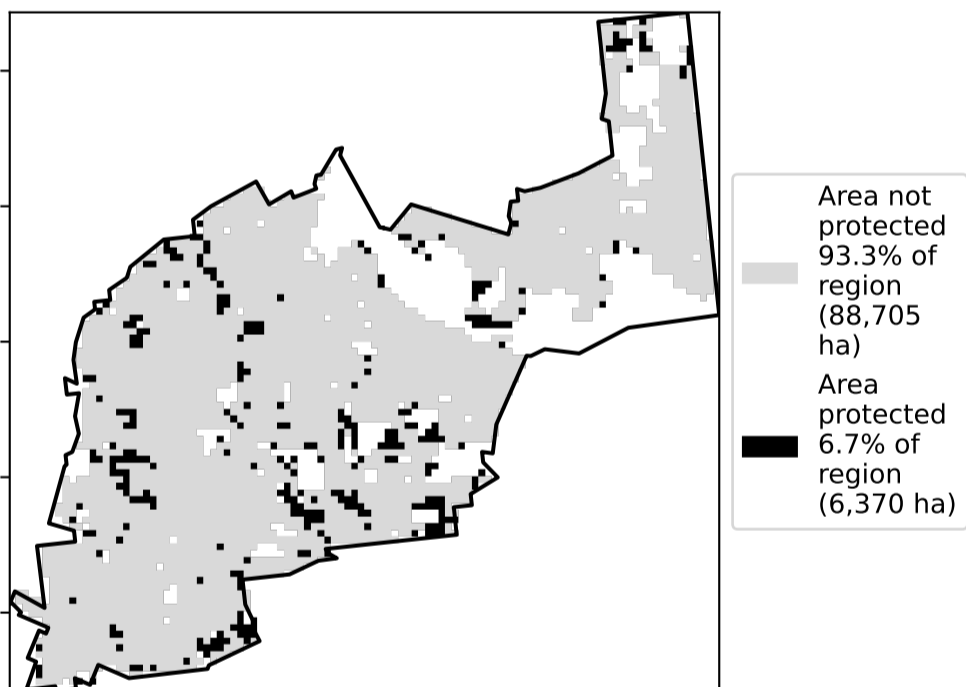 Area not
protected
93.3% of
region
(88,705
ha)
Area
protected
6.7% of
region
(6,370 ha)